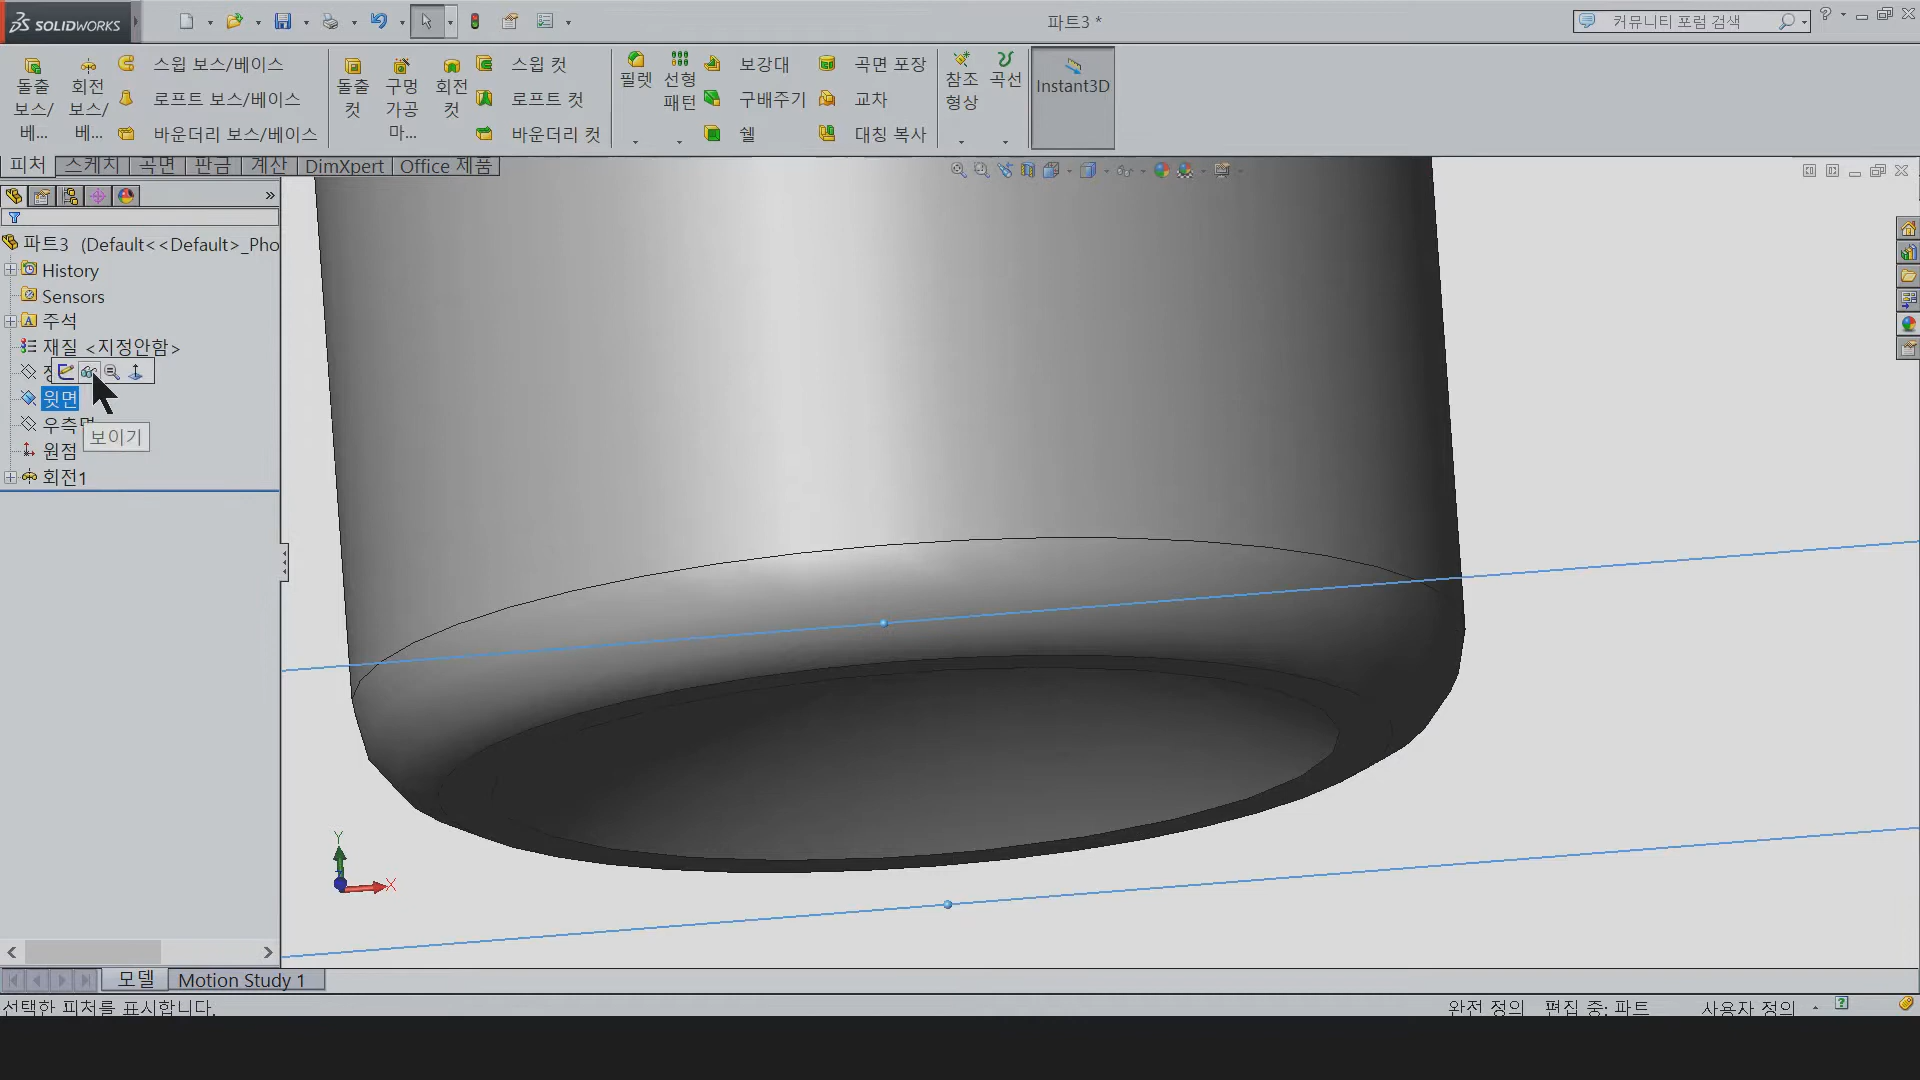 SOLIDWORKS
파트3 *
커뮤니티 포럼 검색
돌출
보스/
베...
회전
보스/
베...
스윕 보스/베이스
로프트 보스/베이스
바운더리 보스/베이스
돌출
컷
구멍
가공
마...
회전
컷
스윕 컷
로프트 컷
바운더리 컷
필렛
선형
패턴
보강대
구배주기
쉘
곡면 포장
교차
대칭 복사
참조
형상
곡선
Instant3D
피처
스케치
곡면
판금
계산
DimXpert
Office 제품
파트3 (Default<<Default>_Pho
History
Sensors
주석
재질 <지정안함>
윗면
우측면
보이기
원점
회전1
Y
X
모델
Motion Study 1
선택한 피처를 표시합니다.
완전 정의
편집 중: 파트
사용자 정의